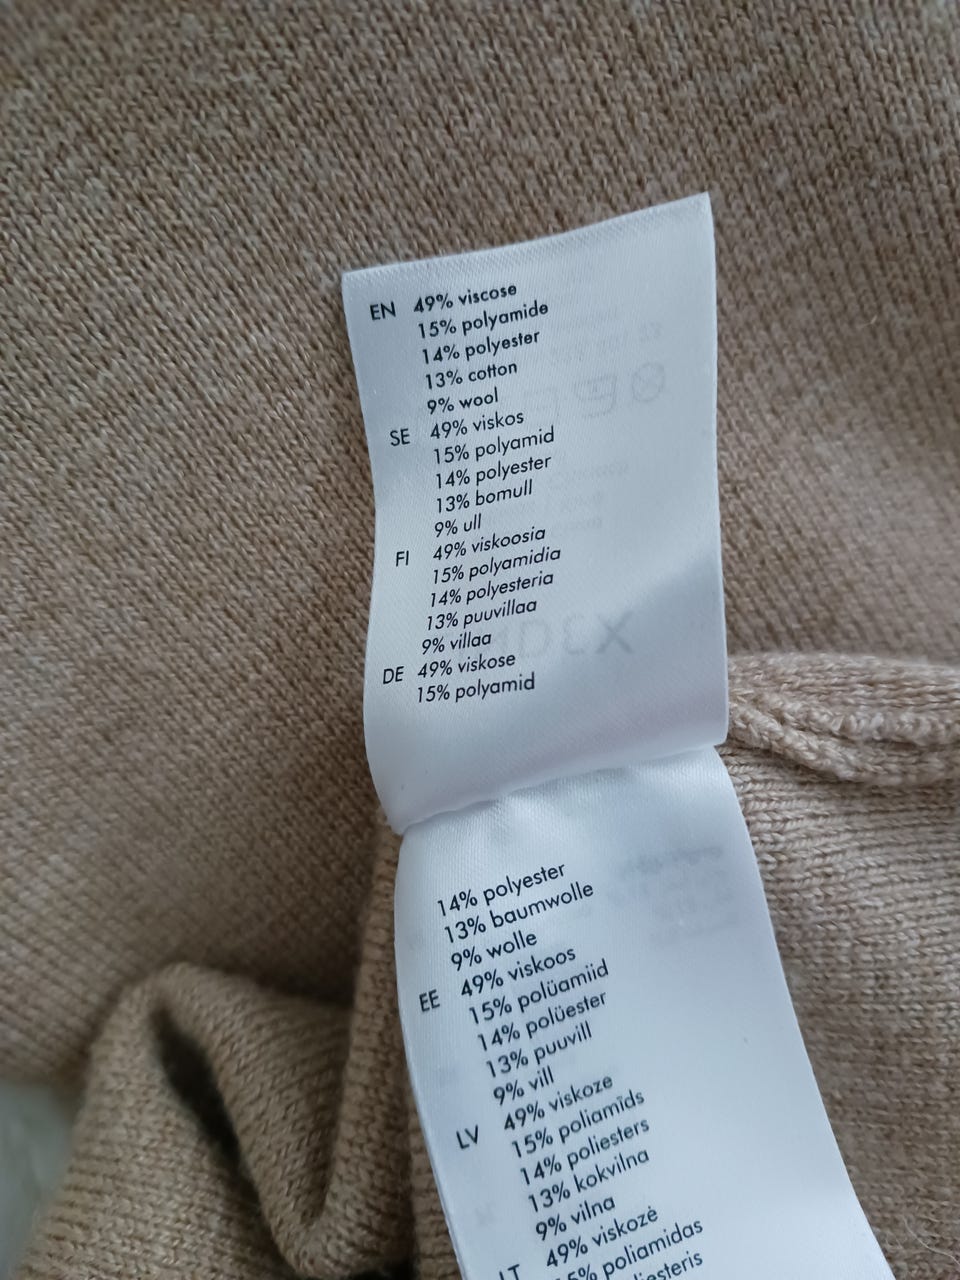 EN 49% viscose
15% polyamide
14% polyester
13% cotton
9% wool
SE 49% viskos
15% polyamid
14% polyester
13% bomull
9% ull
FI 49% viskoosia
15% polyamidia
14% polyesteria
13% puuvillaa
9% villaa
DE 49% viskose
15% polyamid
14% polyester
13% baumwolle
9% wolle
EE 49% viskoos
15% polüamiid
14% polüester
13% puuvill
9% vill
LV 49% viskoze
15% poliamīds
14% poliesters
13% kokvilna
9% vilna
LT 49% viskozė
poliamidas